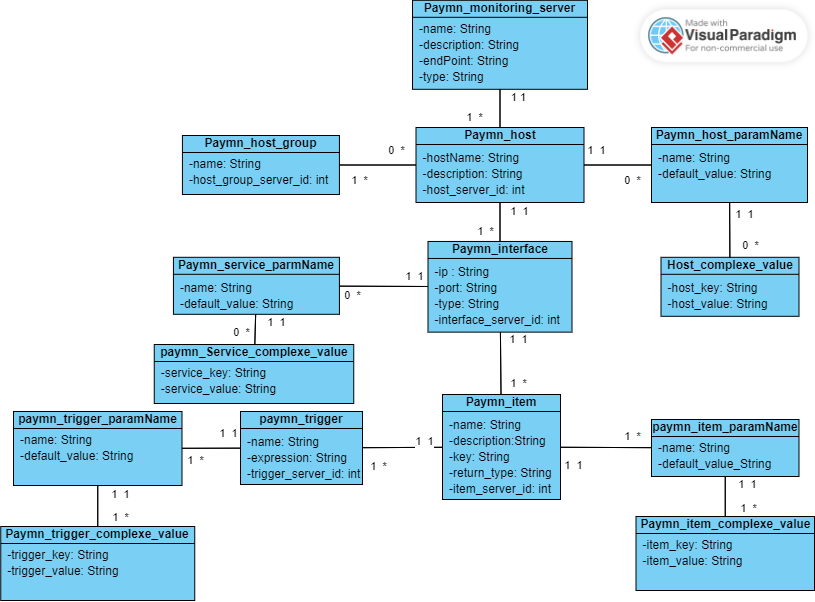 Paymn_monitoring_server
-name: String
-description: String
-endPoint: String
-type: String
Made with
VisualParadigm
For non-commercial use
1 1
1 *
Paymn_host_group
-name: String
-host_group_server_id: int
0 *
1 *
Paymn_host
-hostName: String
-description: String
-host_server_id: int
1 1
0 *
Paymn_host_paramName
-name: String
-default_value: String
1 1
1 *
1 1
0 *
Paymn_service_parmName
-name: String
-default_value: String
1 1
0 *
Paymn_interface
-ip : String
-port: String
-type: String
-interface_server_id: int
Host_complexe_value
-host_key: String
-host_value: String
1 1
0 *
paymn_Service_complexe_value
-service_key: String
-service_value: String
1 1
1 *
paymn_trigger_paramName
-name: String
-default_value: String
1 1
1 *
paymn_trigger
-name: String
-expression: String
-trigger_server_id: int
1 1
1 *
Paymn_item
-name: String
-description:String
-key: String
-return_type: String
-item_server_id: int
1 *
1 1
paymn_item_paramName
-name: String
-default_value_String
1 1
1 *
1 1
1 *
Paymn_trigger_complexe_value
-trigger_key: String
-trigger_value: String
Paymn_item_complexe_value
-item_key: String
-item_value: String